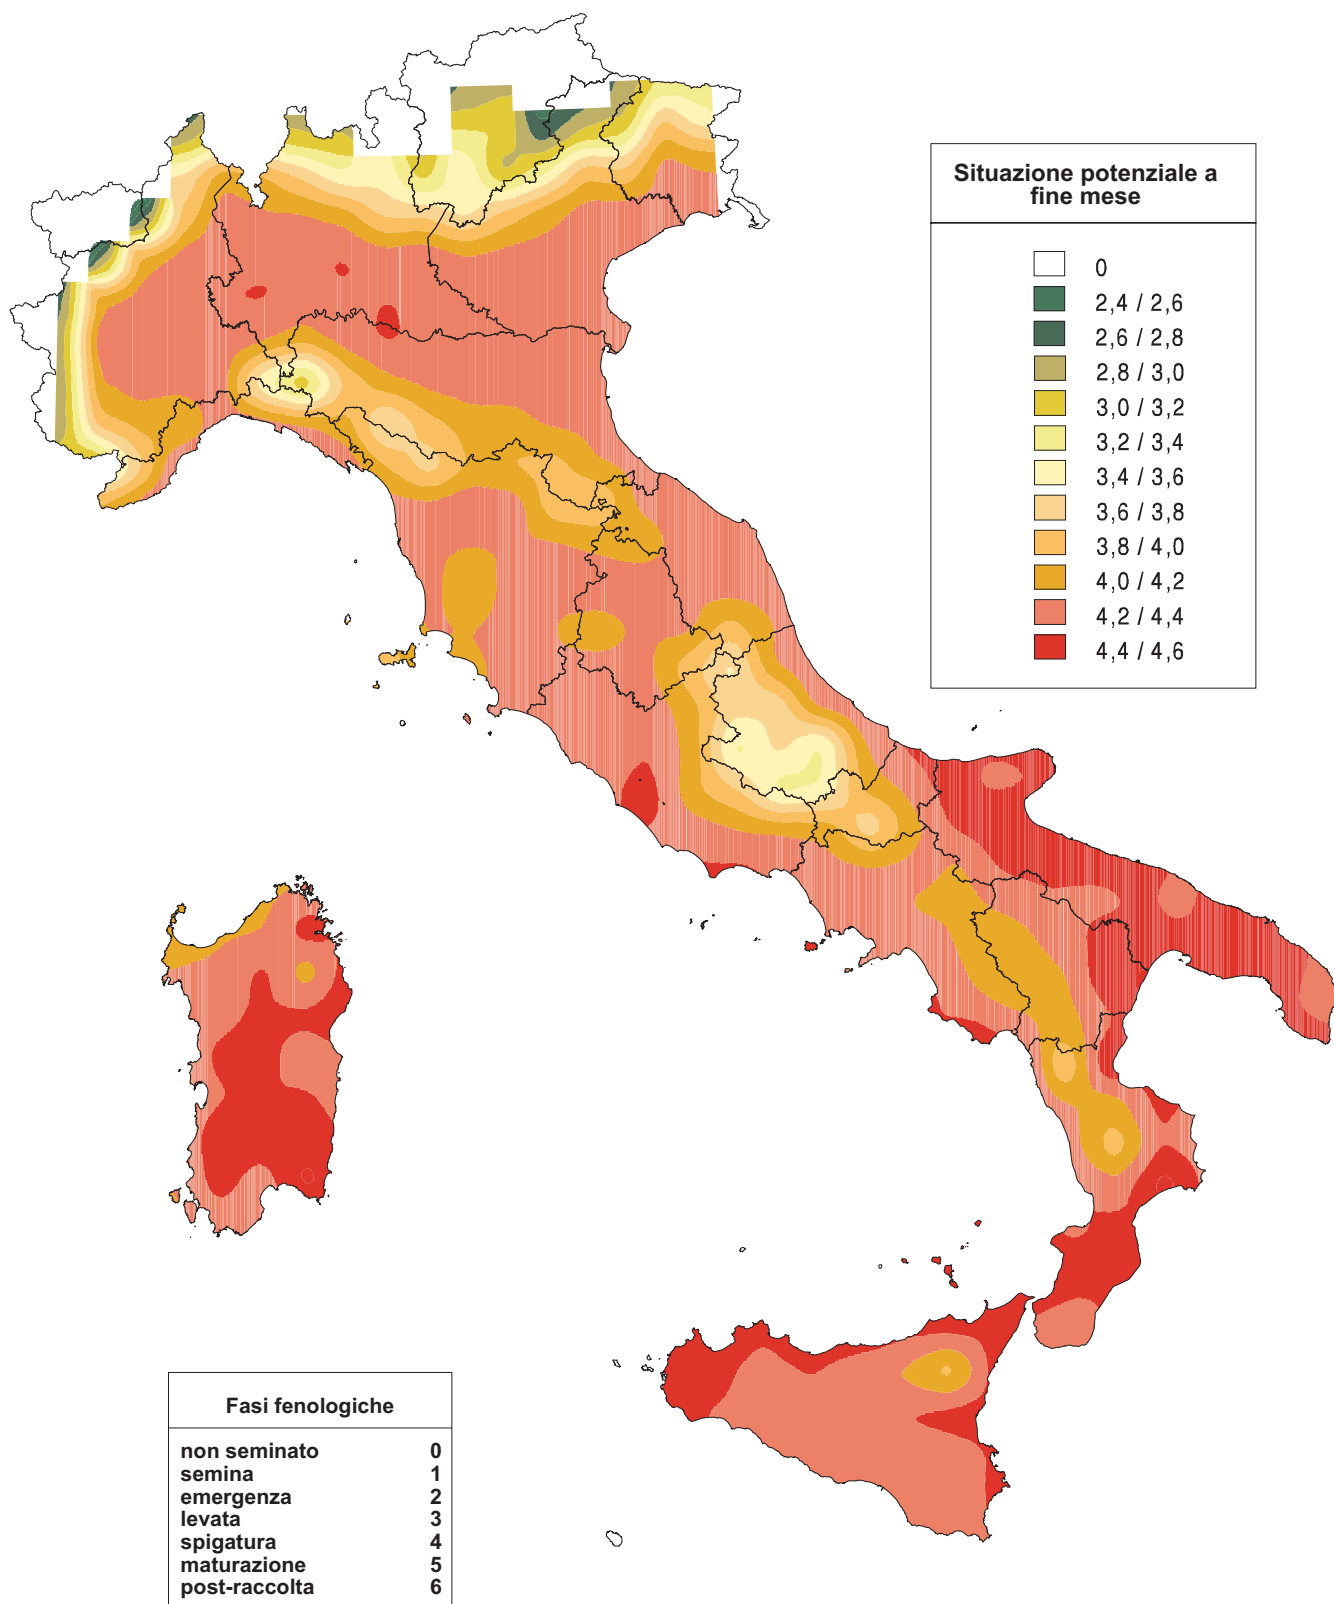 Situazione potenziale a
fine mese
0
2,4 / 2,6
2,6 / 2,8
2,8 / 3,0
3,0 / 3,2
3,2 / 3,4
3,4 / 3,6
3,6 / 3,8
3,8 / 4,0
4,0 / 4,2
4,2 / 4,4
4,4 / 4,6
Fasi fenologiche
non seminato 0
semina 1
emergenza 2
levata 3
spigatura 4
maturazione 5
post-raccolta 6